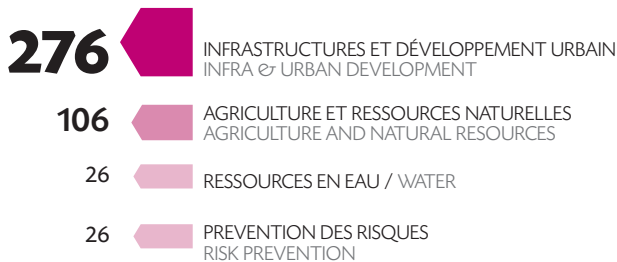 276
INFRASTRUCTURES ET DÉVELOPPEMENT URBAIN
INFRA & URBAN DEVELOPMENT
106
AGRICULTURE ET RESSOURCES NATURELLES
AGRICULTURE AND NATURAL RESOURCES
26
RESSOURCES EN EAU / WATER
26
PREVENTION DES RISQUES
RISK PREVENTION